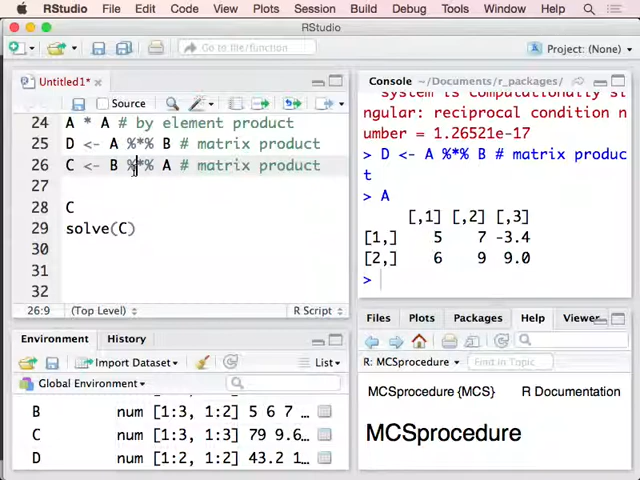 RStudio File Edit Code View Plots Session Build Debug Tools Window Help
RStudio
Go to file/function
Project: (None)
Untitled1*
Source
24 A * A # by element product
25 D <- A %*% B # matrix product
26 C <- B %*% A # matrix product
27
28 C
29 solve(C)
30
31
32
26:9 (Top Level) R Script
Console ~/Documents/r_packages/
system is computationally si
ngular: reciprocal condition n
umber = 1.26521e-17
> D <- A %*% B # matrix produc
t
> A
[,1] [,2] [,3]
[1,] 5 7 -3.4
[2,] 6 9 9.0
>
Environment History
Import Dataset
List
Global Environment
B num [1:3, 1:2] 5 6 7 ...
C num [1:3, 1:3] 79 9.6...
D num [1:2, 1:2] 43.2 1...
Files Plots Packages Help Viewer
R: MCSprocedure Find in Topic
MCSprocedure {MCS} R Documentation
MCSprocedure